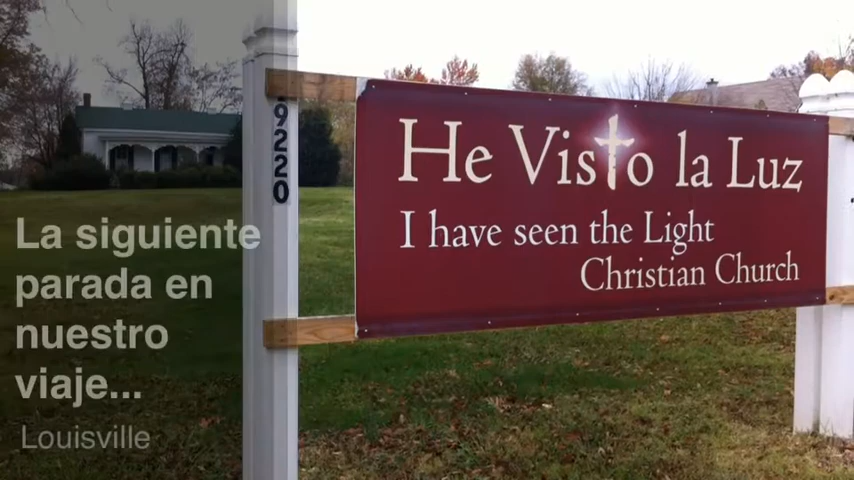 He Visto la Luz
I have seen the Light
Christian Church
9220
La siguiente
parada en
nuestro
viaje...
Louisville